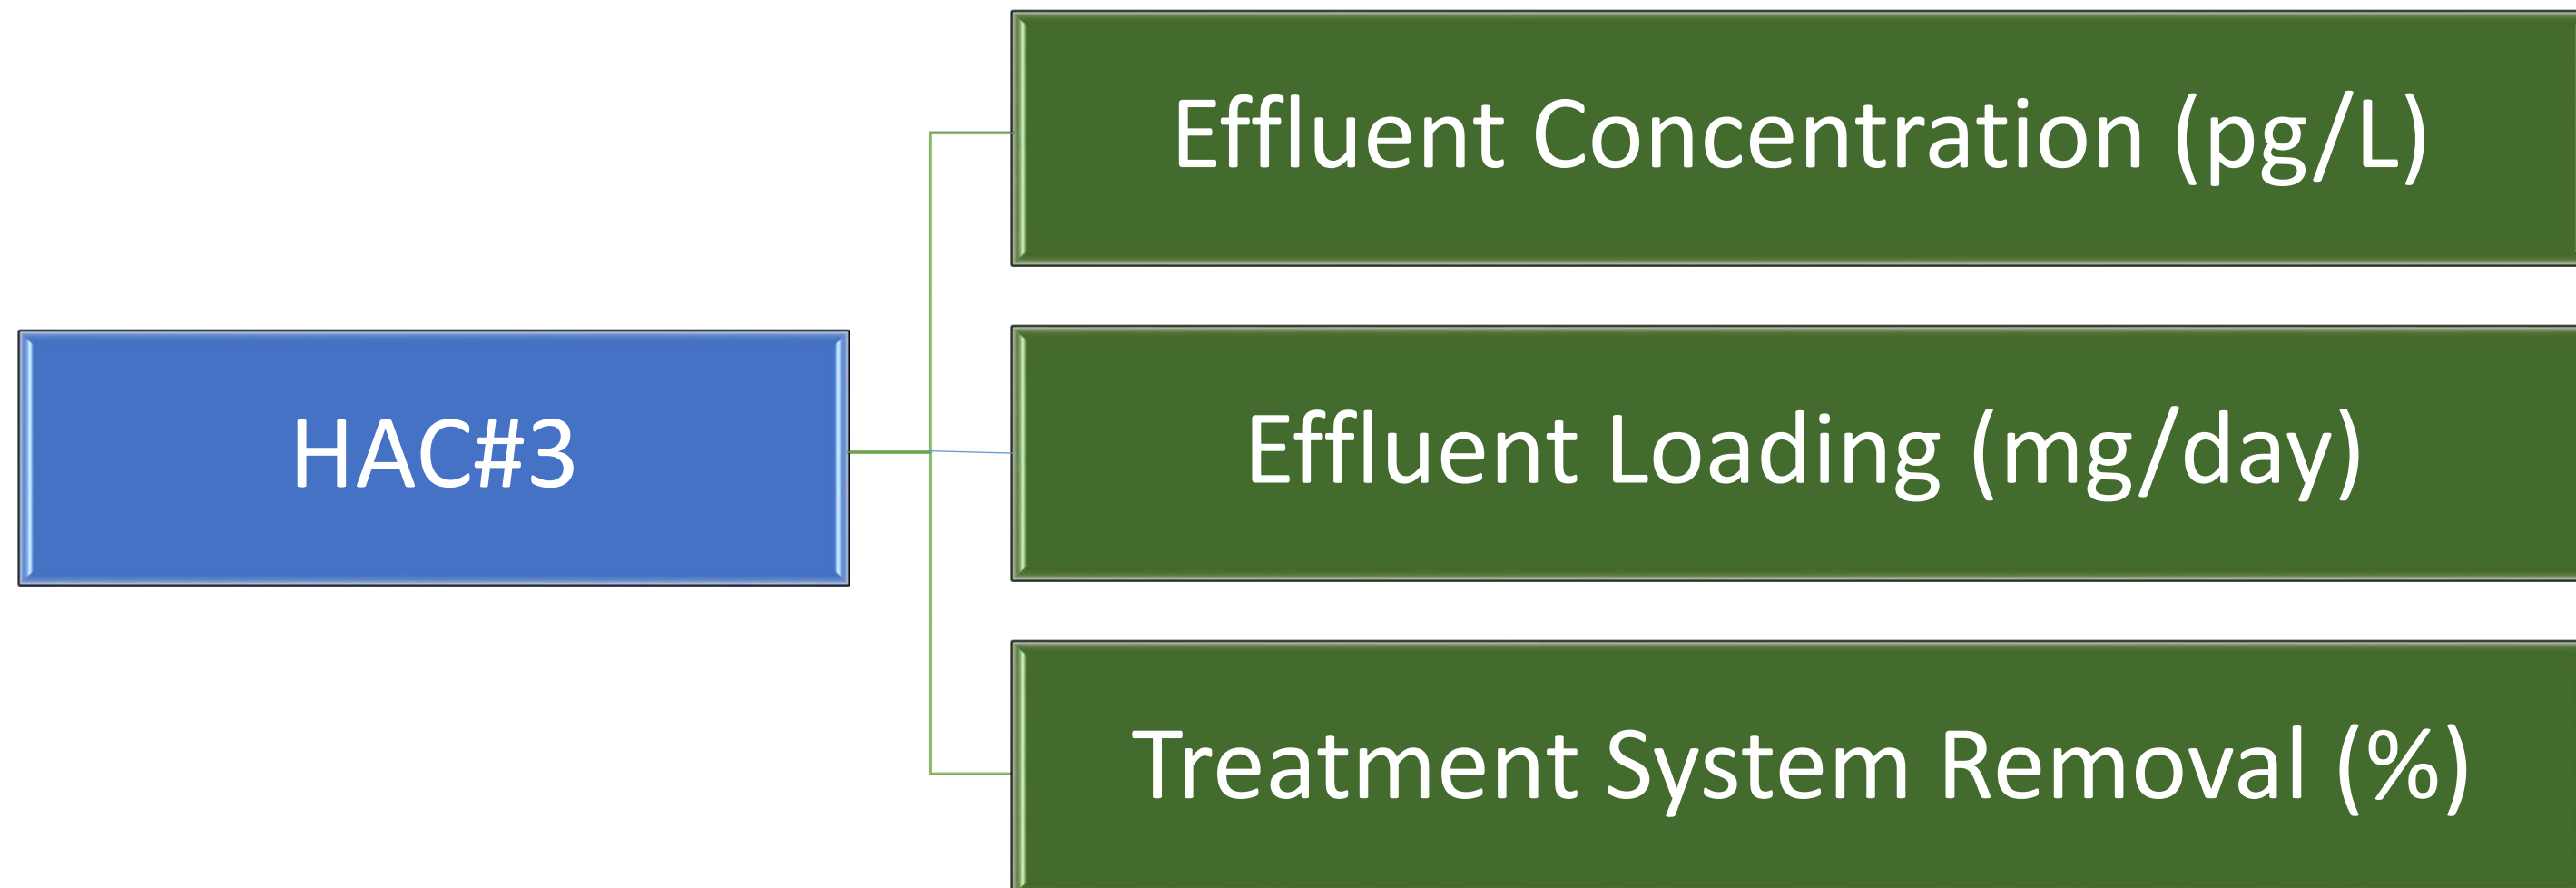 Effluent Concentration (pg/L)
HAC#3
Effluent Loading (mg/day)
Treatment System Removal (%)